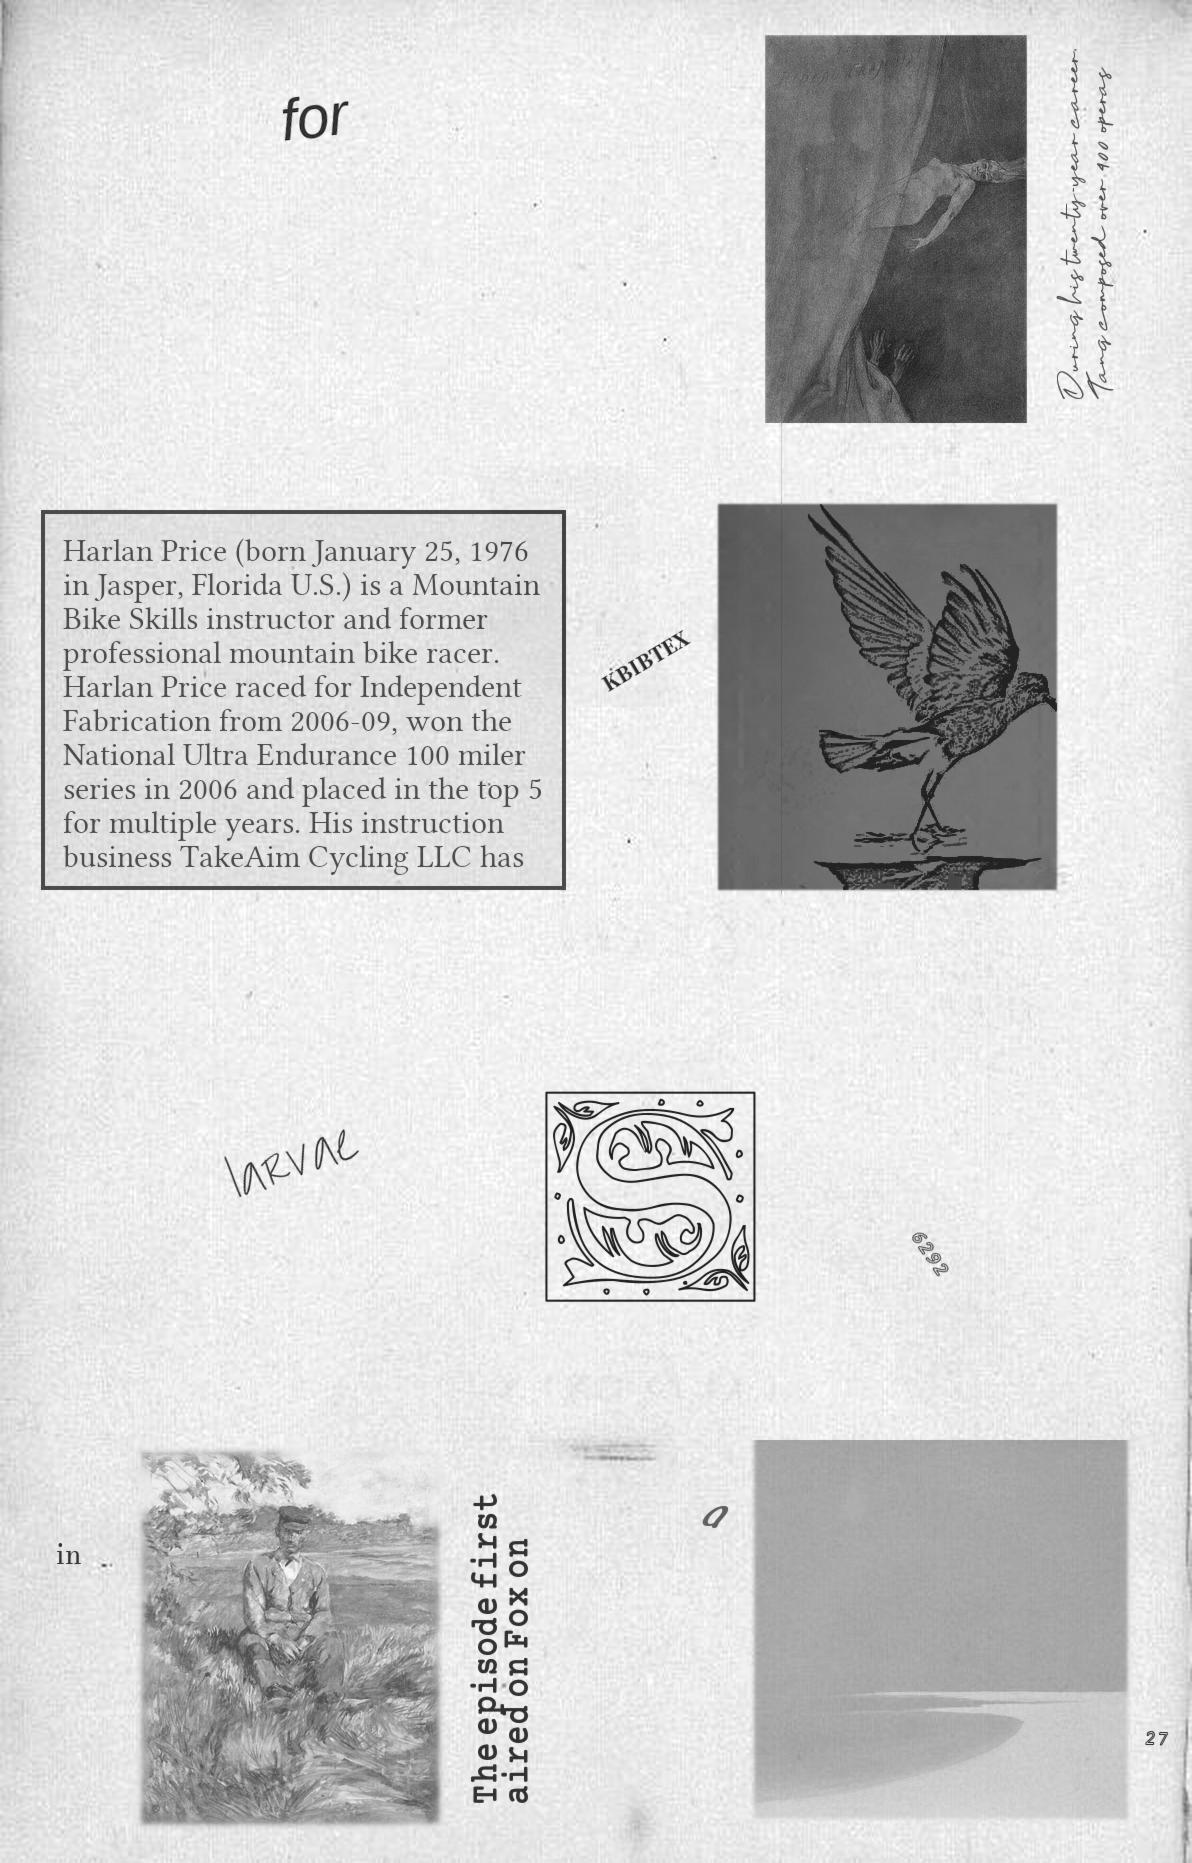 for
During his twenty-year career,
Tang composed over 400 operas
Harlan Price (born January 25, 1976
in Jasper, Florida U.S.) is a Mountain
Bike Skills instructor and former
professional mountain bike racer.
Harlan Price raced for Independent
Fabrication from 2006-09, won the
National Ultra Endurance 100 miler
series in 2006 and placed in the top 5
for multiple years. His instruction
business TakeAim Cycling LLC has
KBIBTEX
larvae
S
6292
in
The episode first
aired on Fox on
a
27